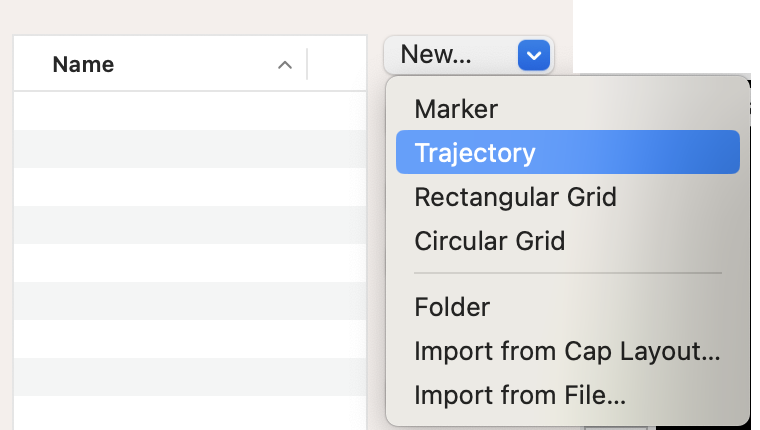 Name
New...
Marker
Trajectory
Rectangular Grid
Circular Grid
Folder
Import from Cap Layout...
Import from File...